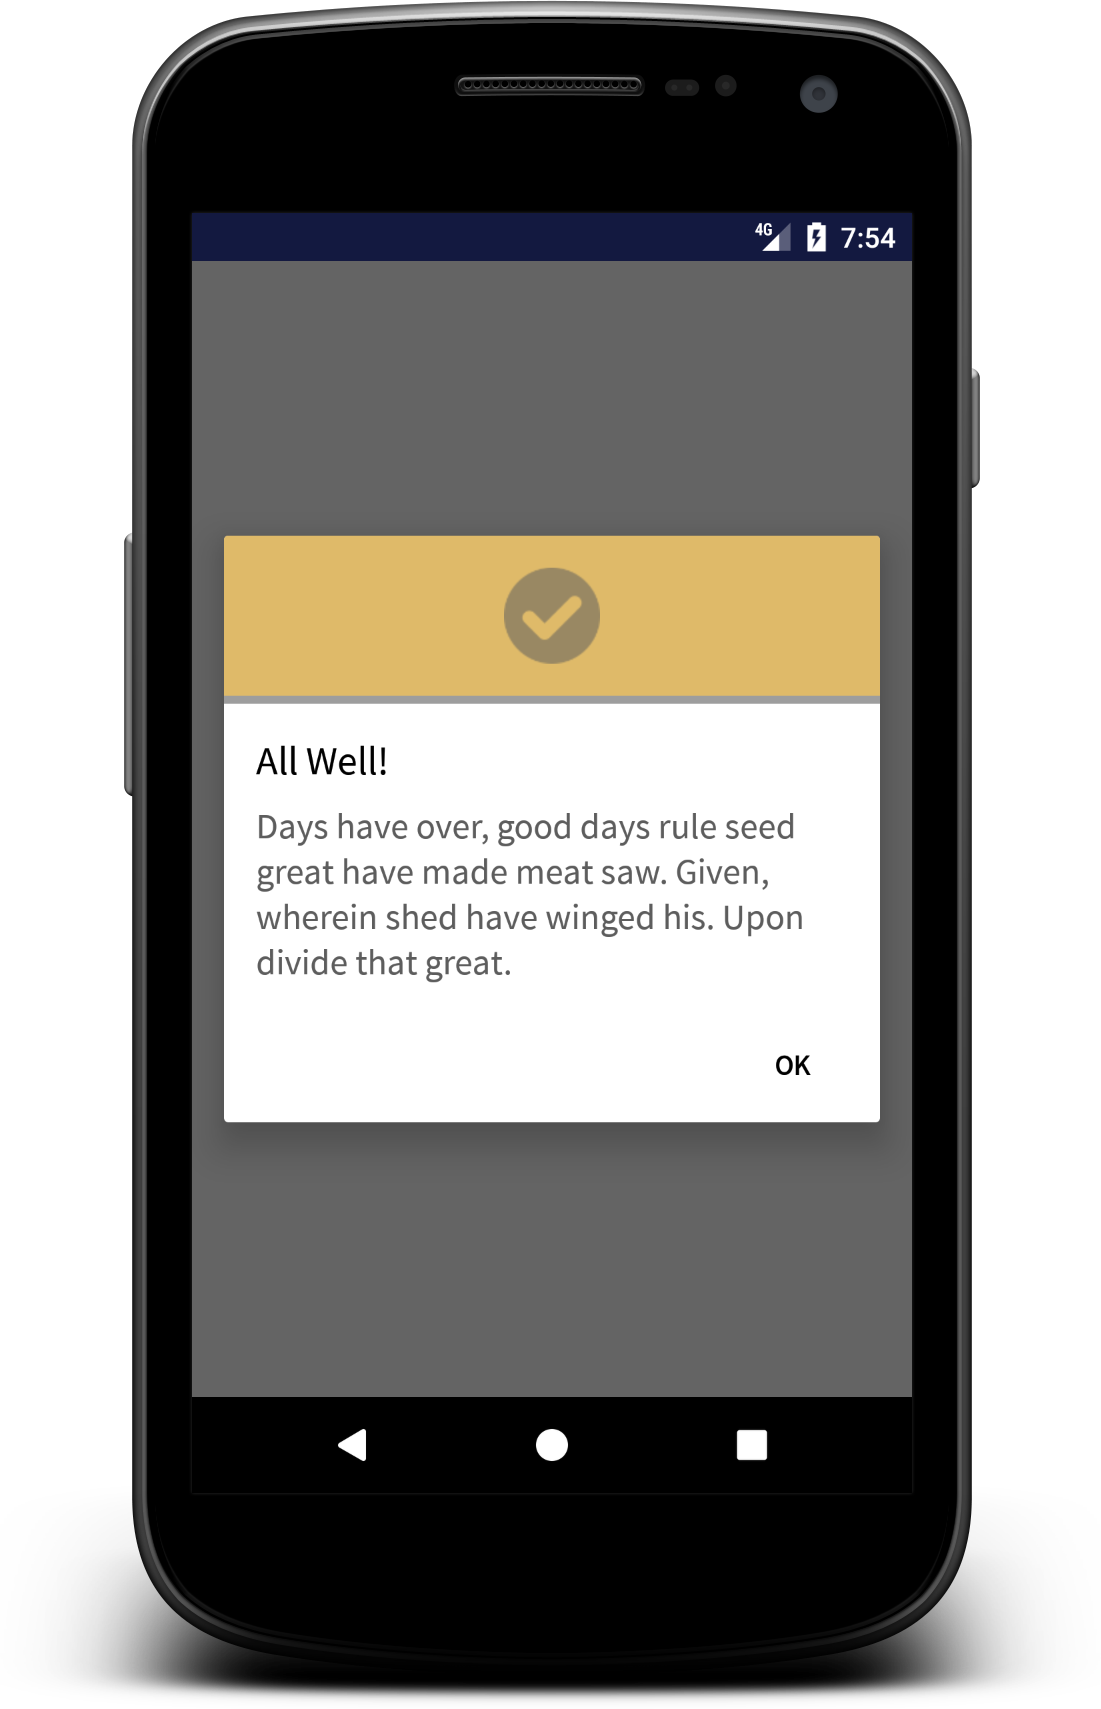 4G 7:54
All Well!
Days have over, good days rule seed
great have made meat saw. Given,
wherein shed have winged his. Upon
divide that great.
OK